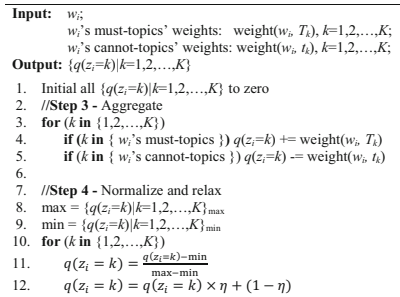 Input: wᵢ;
wᵢ's must-topics' weights: weight(wᵢ, Tₖ), k=1,2,…,K;
wᵢ's cannot-topics' weights: weight(wᵢ, tₖ), k=1,2,…,K;
Output: {q(zᵢ=k)|k=1,2,…,K}
1. Initial all {q(zᵢ=k)|k=1,2,…,K} to zero
2. //Step 3 - Aggregate
3. for (k in {1,2,…,K})
4. if (k in { wᵢ's must-topics }) q(zᵢ=k) += weight(wᵢ, Tₖ)
5. if (k in { wᵢ's cannot-topics }) q(zᵢ=k) -= weight(wᵢ, tₖ)
6.
7. //Step 4 - Normalize and relax
8. max = {q(zᵢ=k)|k=1,2,…,K}max
9. min = {q(zᵢ=k)|k=1,2,…,K}min
10. for (k in {1,2,…,K})
11. q(zᵢ = k) = (q(zᵢ=k)−min)/(max−min)
12. q(zᵢ = k) = q(zᵢ = k) × η + (1 − η)